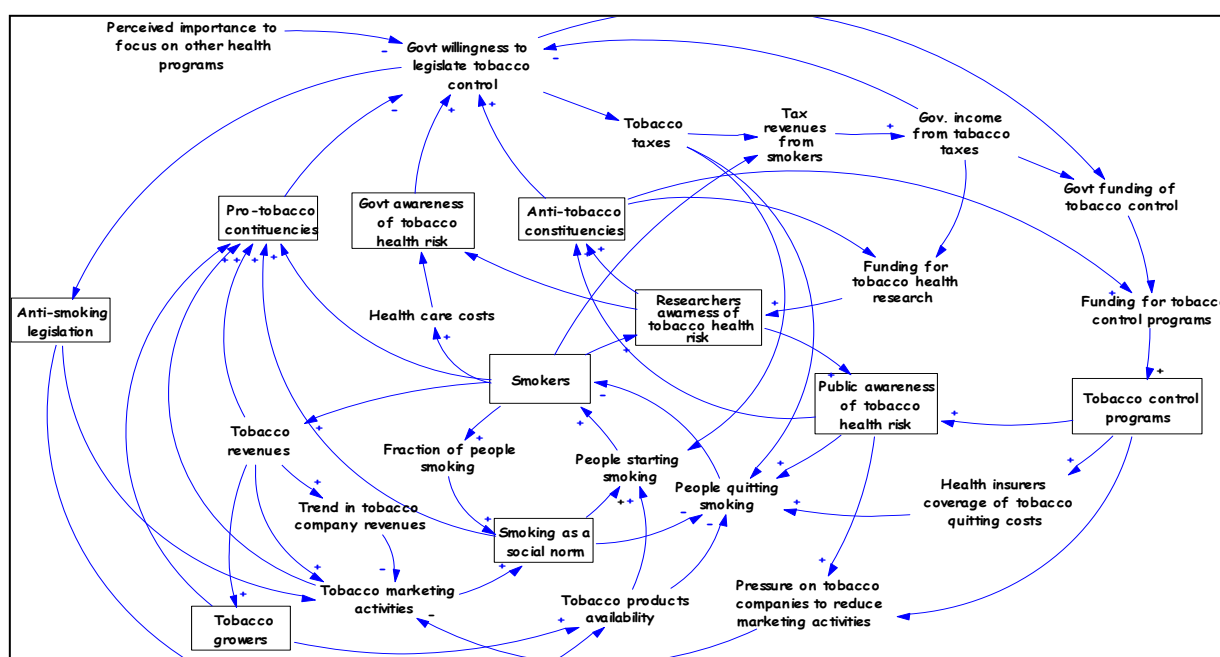 Perceived importance to
focus on other health
programs
Govt willingness to
legislate tobacco
control
Tobacco
taxes
Tax
revenues
from
smokers
Gov. income
from tabacco
taxes
Govt funding of
tobacco control
Pro-tobacco
contituencies
Govt awareness
of tobacco
health risk
Anti-tobacco
constituencies
Funding for
tobacco health
research
Anti-smoking
legislation
Health care costs
Researchers
awarness of
tobacco health
risk
Funding for tobacco
control programs
Smokers
Public awareness
of tobacco
health risk
Tobacco control
programs
Tobacco
revenues
Fraction of people
smoking
People starting
smoking
People quitting
smoking
Health insurers
coverage of tobacco
quitting costs
Trend in tobacco
company revenues
Smoking as a
social norm
Tobacco marketing
activities
Tobacco products
availability
Pressure on tobacco
companies to reduce
marketing activities
Tobacco
growers